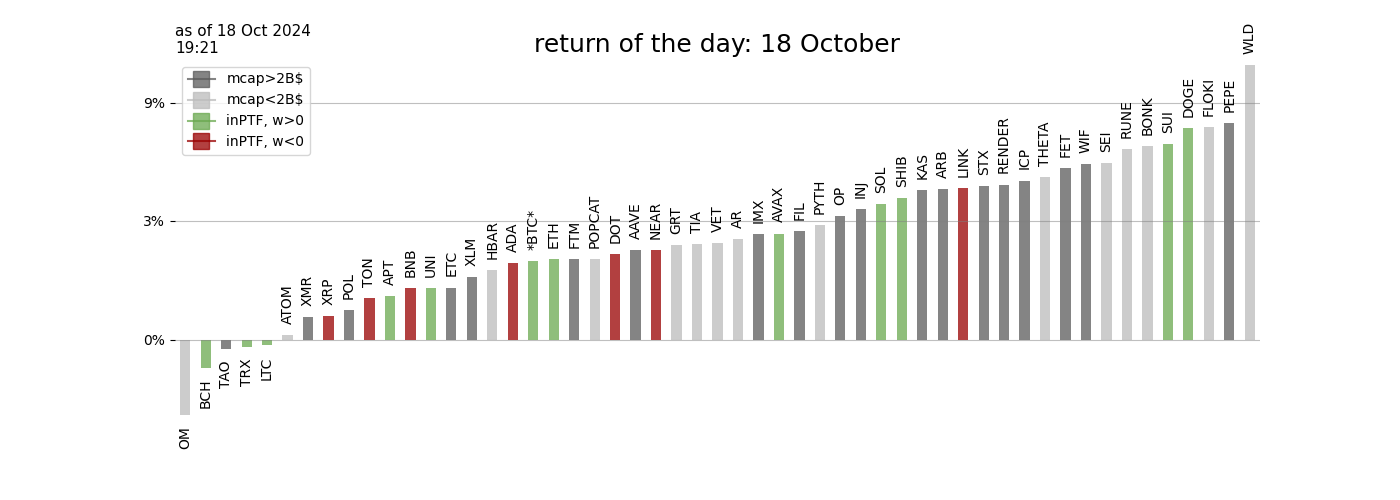 as of 18 Oct 2024
19:21
return of the day: 18 October
mcap>2B$
mcap<2B$
inPTF, w>0
inPTF, w<0
9%
3%
0%
OM
BCH
TAO
TRX
LTC
ATOM
XMR
XRP
POL
TON
APT
BNB
UNI
ETC
XLM
HBAR
ADA
*BTC*
ETH
FTM
POPCAT
DOT
AAVE
NEAR
GRT
TIA
VET
AR
IMX
AVAX
FIL
PYTH
OP
INJ
SOL
SHIB
KAS
ARB
LINK
STX
RENDER
ICP
THETA
FET
WIF
SEI
RUNE
BONK
SUI
DOGE
FLOKI
PEPE
WLD